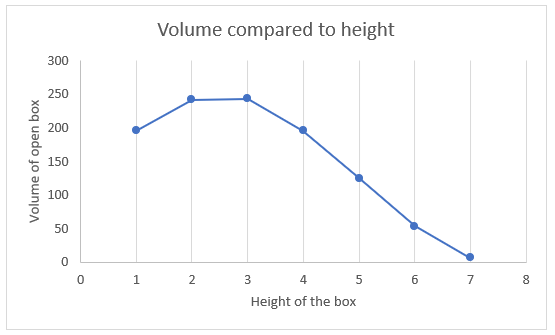 Volume compared to height
300
250
200
150
100
50
0
Volume of open box
0 1 2 3 4 5 6 7 8
Height of the box